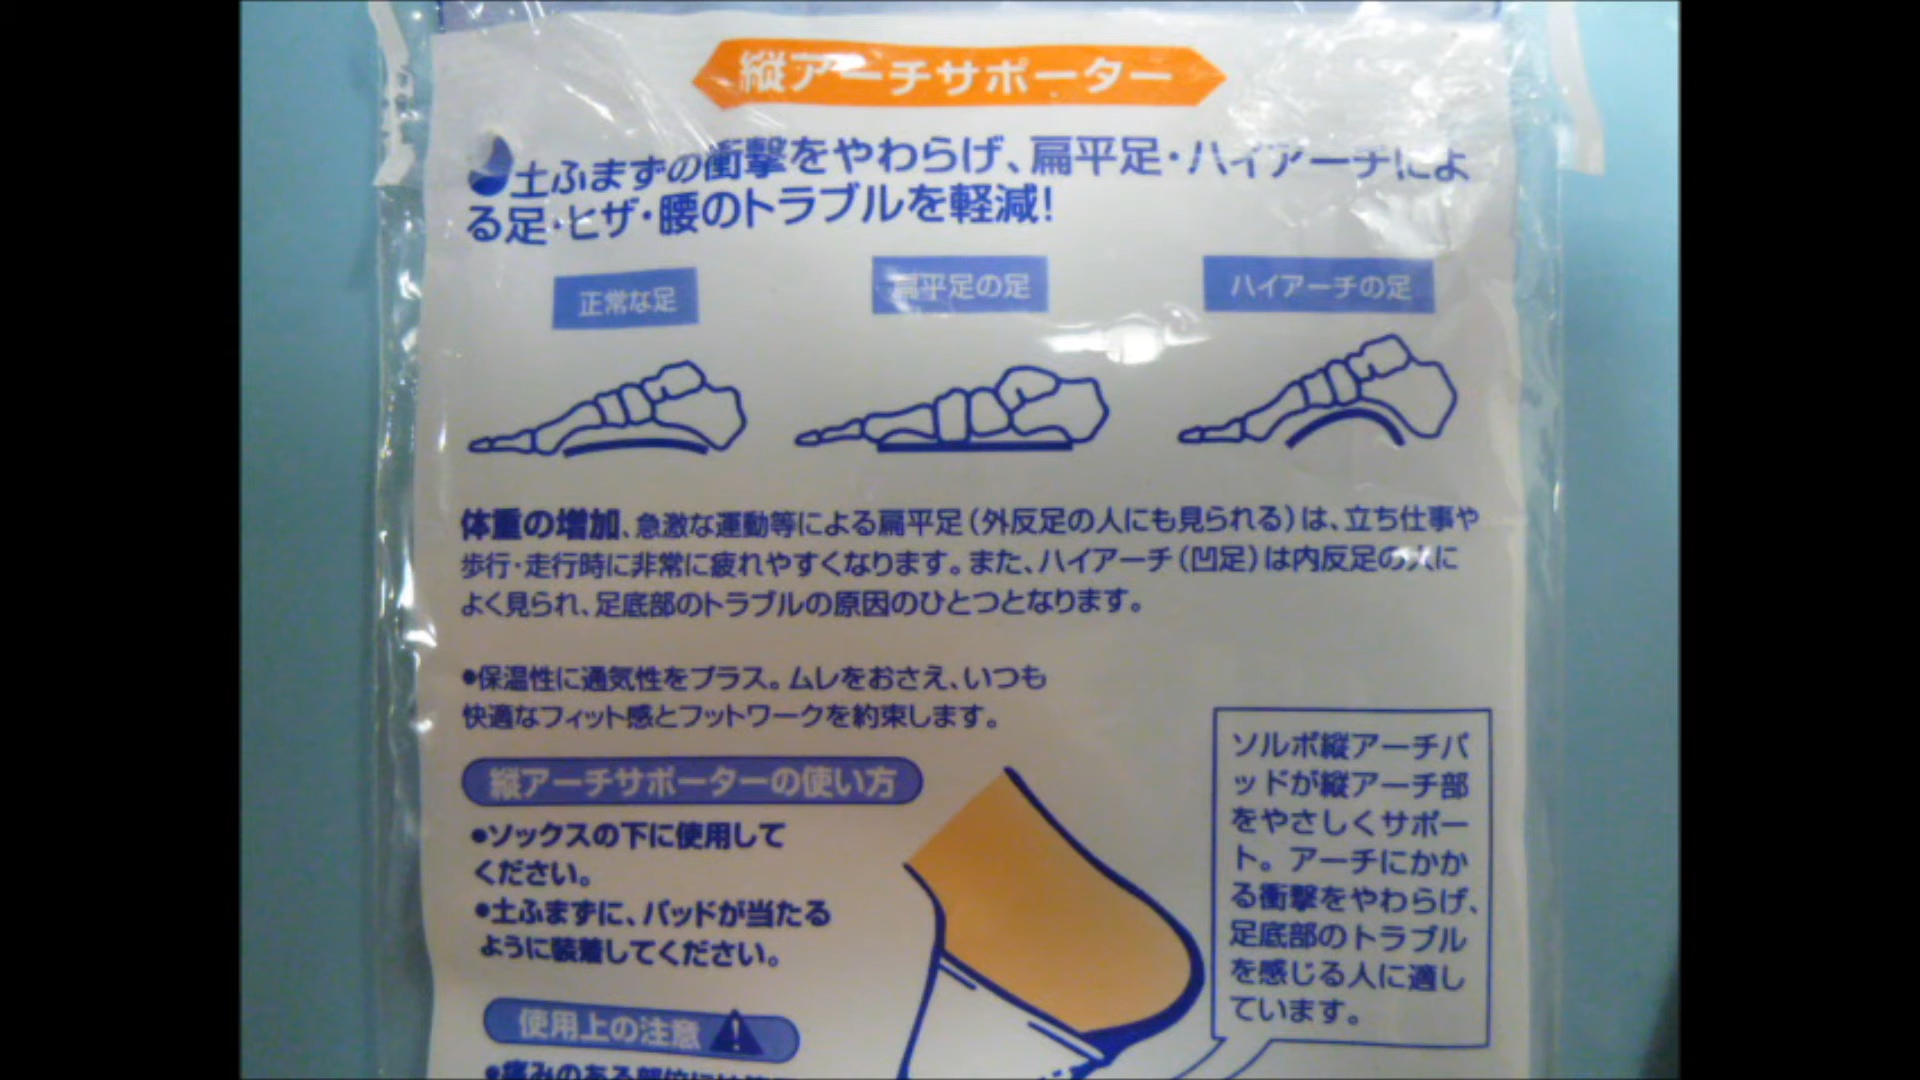 縦アーチサポーター
土ふまずの衝撃をやわらげ、扁平足・ハイアーチによ
る足・ヒザ・腰のトラブルを軽減!
正常な足
扁平足の足
ハイアーチの足
体重の増加、急激な運動等による扁平足(外反足の人にも見られる)は、立ち仕事や
歩行・走行時に非常に疲れやすくなります。また、ハイアーチ(凹足)は内反足の人に
よく見られ、足底部のトラブルの原因のひとつとなります。
●保温性に通気性をプラス。ムレをおさえ、いつも
快適なフィット感とフットワークを約束します。
縦アーチサポーターの使い方
●ソックスの下に使用して
ください。
●土ふまずに、パッドが当たる
ように装着してください。
ソルボ縦アーチパ
ッドが縦アーチ部
をやさしくサポー
ト。アーチにかか
る衝撃をやわらげ、
足底部のトラブル
を感じる人に適し
ています。
使用上の注意
●痛みのある部位には